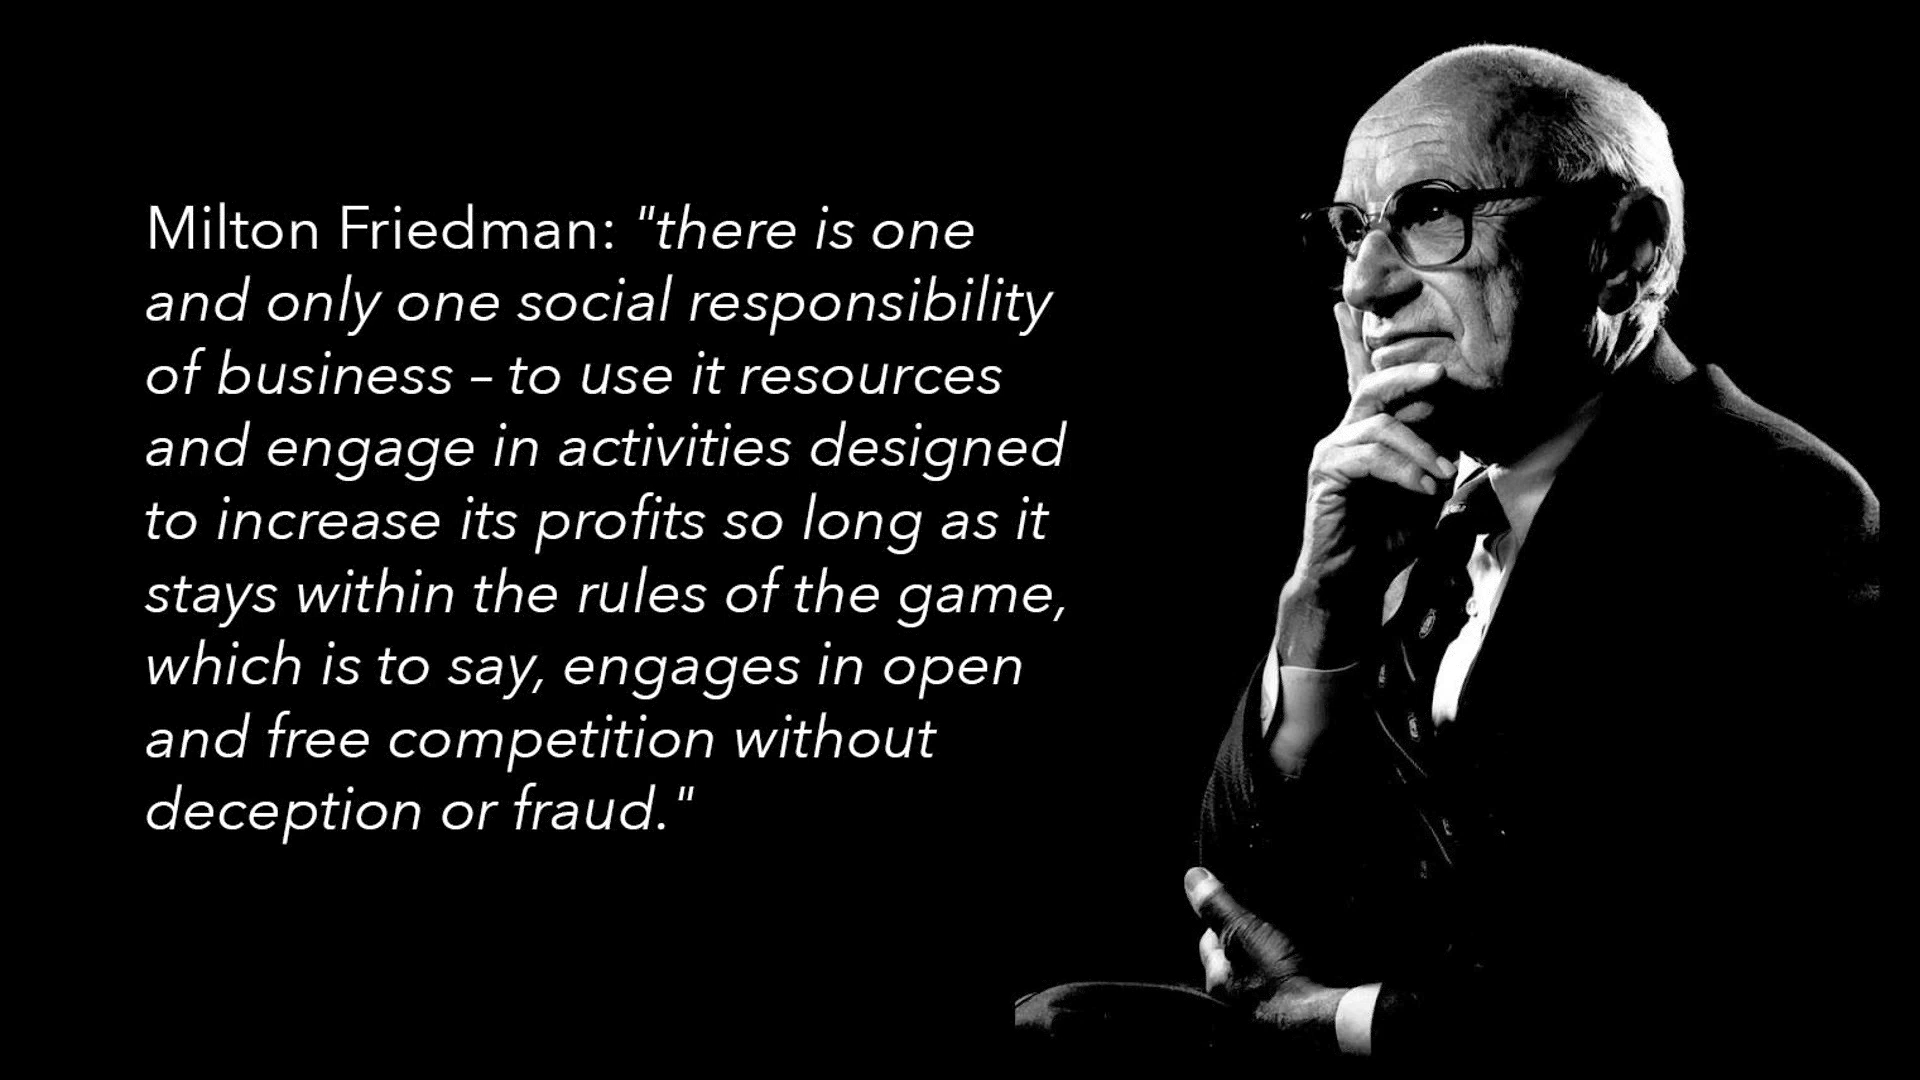 Milton Friedman: "there is one
and only one social responsibility
of business – to use it resources
and engage in activities designed
to increase its profits so long as it
stays within the rules of the game,
which is to say, engages in open
and free competition without
deception or fraud."